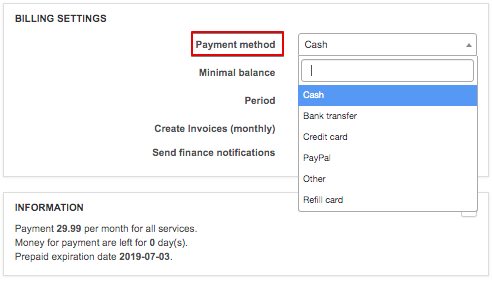 BILLING SETTINGS
Payment method Cash
Minimal balance
Cash
Period
Bank transfer
Create Invoices (monthly)
Credit card
Send finance notifications
PayPal
Other
Refill card
INFORMATION
Payment 29.99 per month for all services.
Money for payment are left for 0 day(s).
Prepaid expiration date 2019-07-03.